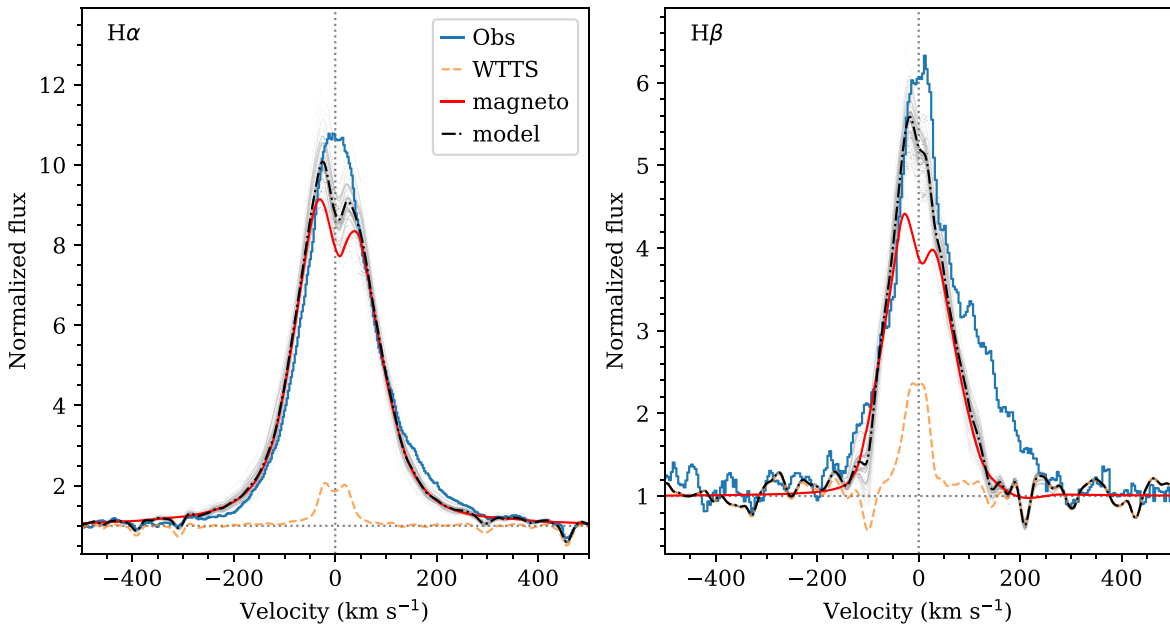 Hα
Obs
WTTS
magneto
model
12
10
8
6
4
2
Normalized flux
−400 −200 0 200 400
Velocity (km s⁻¹)
Hβ
6
5
4
3
2
1
Normalized flux
−400 −200 0 200 400
Velocity (km s⁻¹)